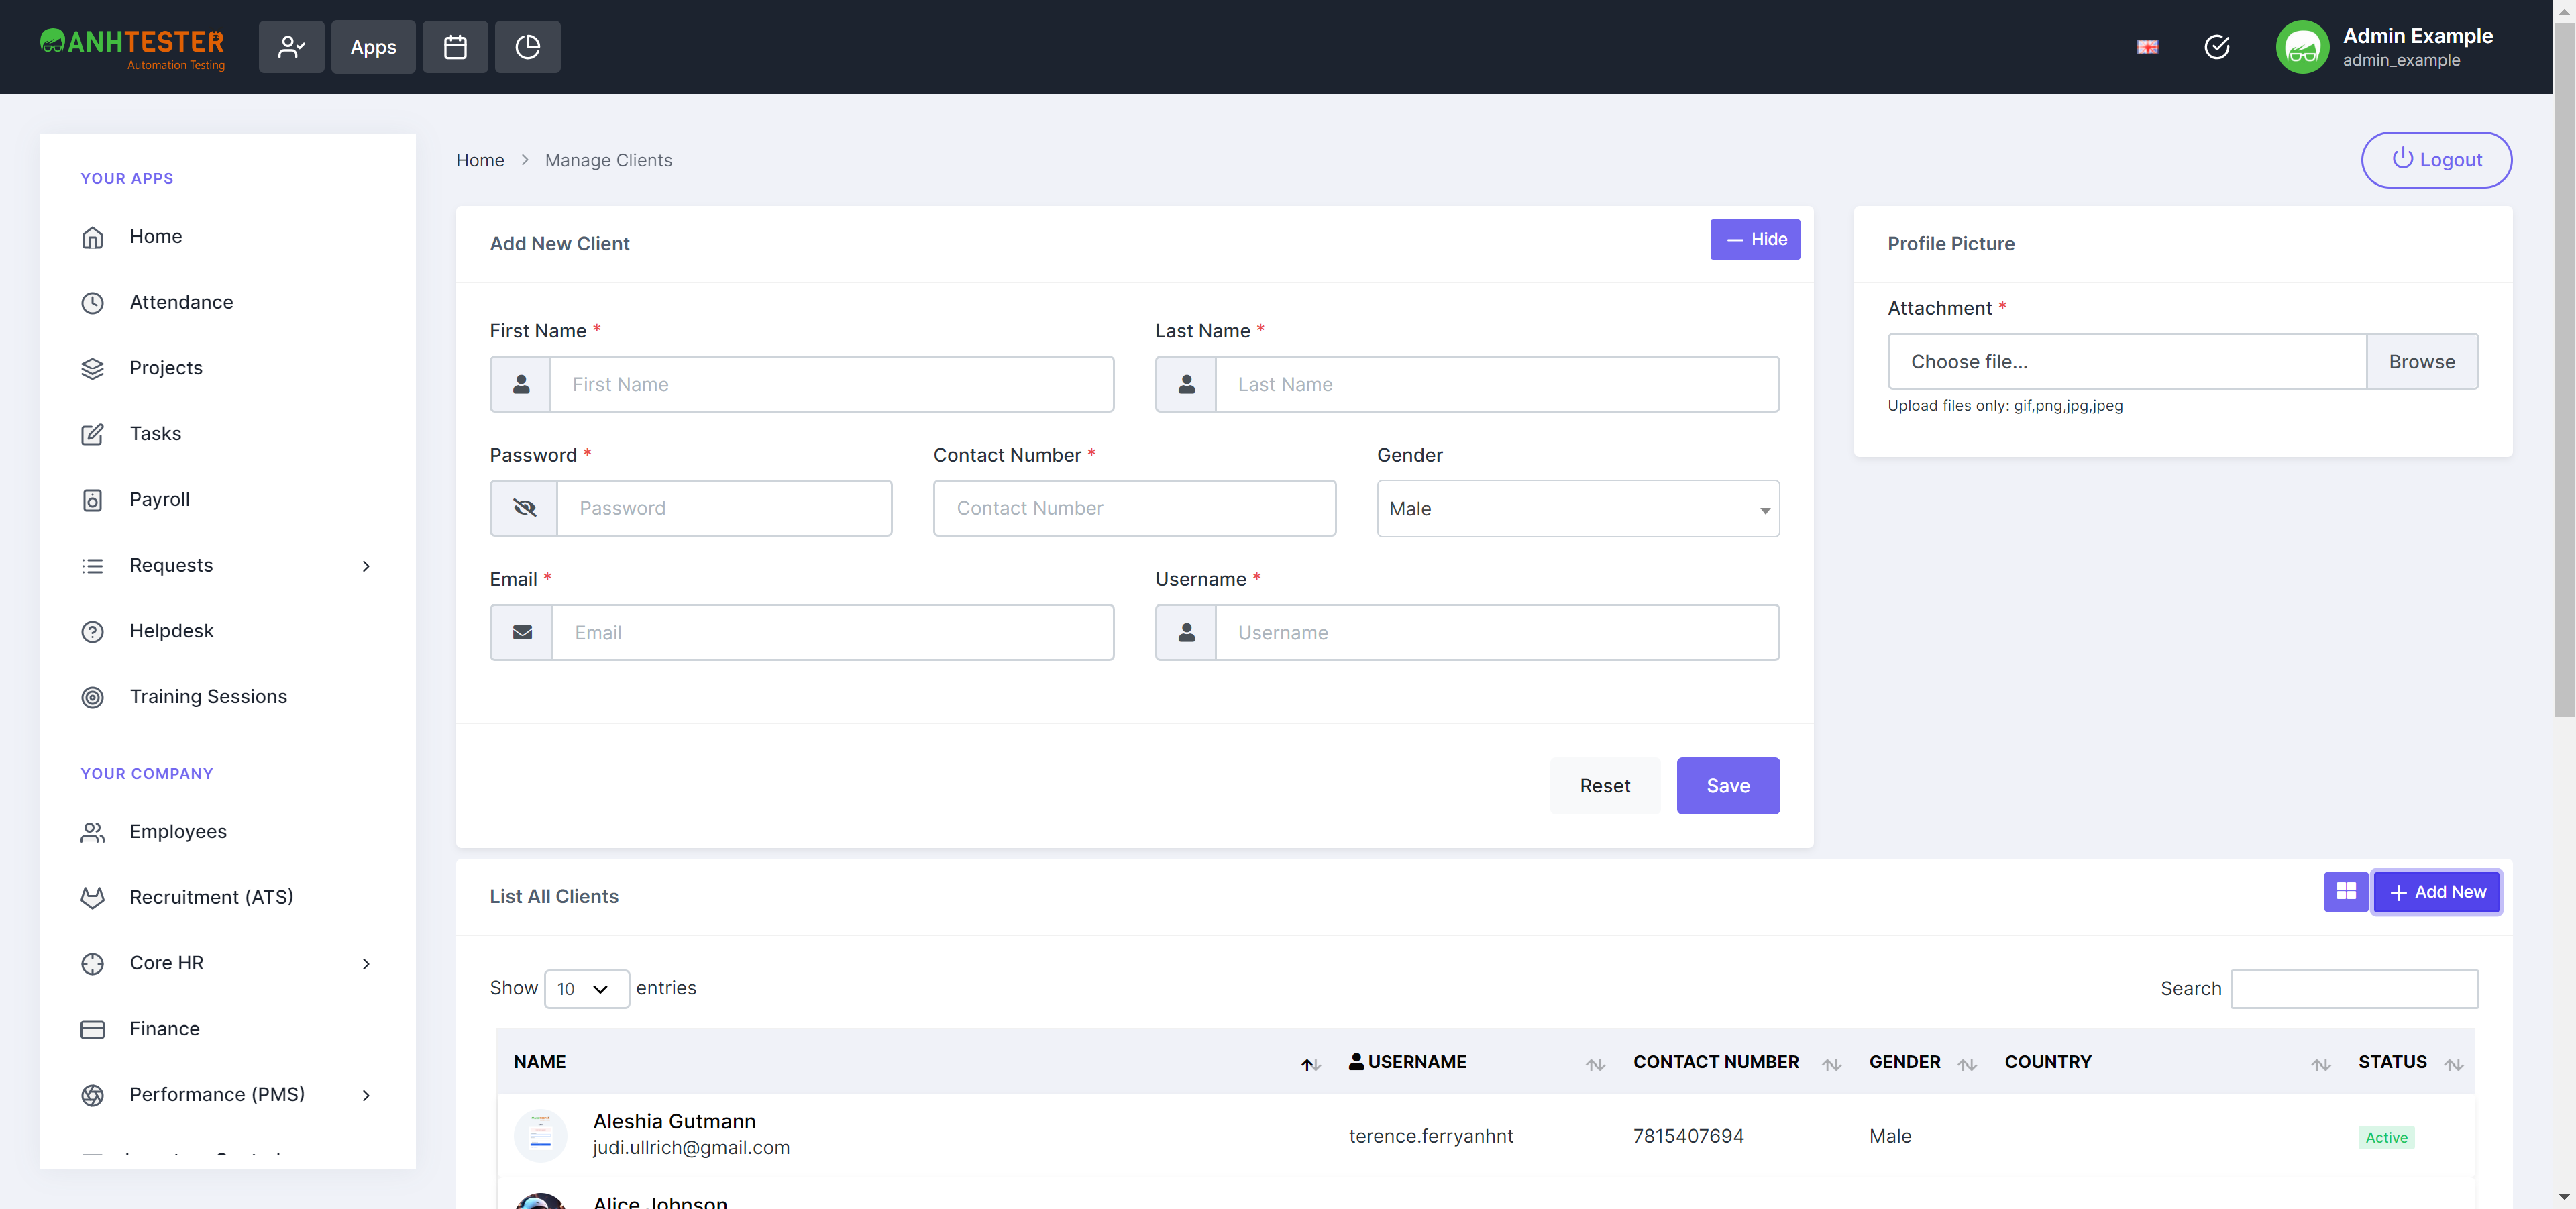 ANHTESTER
Automation Testing
Apps
Admin Example
admin_example
YOUR APPS
Home
Attendance
Projects
Tasks
Payroll
Requests
Helpdesk
Training Sessions
YOUR COMPANY
Employees
Recruitment (ATS)
Core HR
Finance
Performance (PMS)
Home
Manage Clients
Logout
Add New Client
Hide
First Name *
First Name
Last Name *
Last Name
Password *
Password
Contact Number *
Contact Number
Gender
Male
Email *
Email
Username *
Username
Reset
Save
Profile Picture
Attachment *
Choose file...
Browse
Upload files only: gif,png,jpg,jpeg
List All Clients
Add New
Show 10 entries
Search
NAME USERNAME CONTACT NUMBER GENDER COUNTRY STATUS
Aleshia Gutmann
judi.ullrich@gmail.com
terence.ferryanhnt 7815407694 Male Active
Alice Johnson